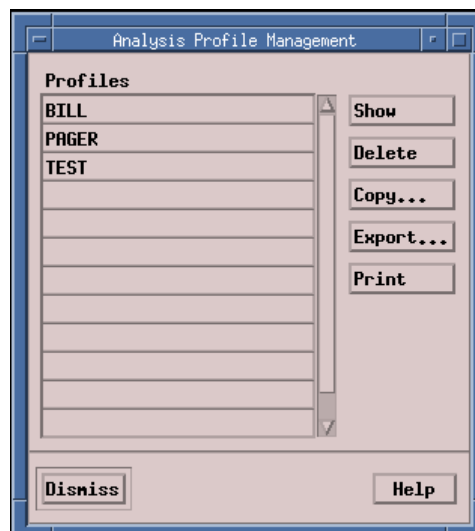 Analysis Profile Management
Profiles
BILL
PAGER
TEST
Show
Delete
Copy...
Export...
Print
Dismiss
Help